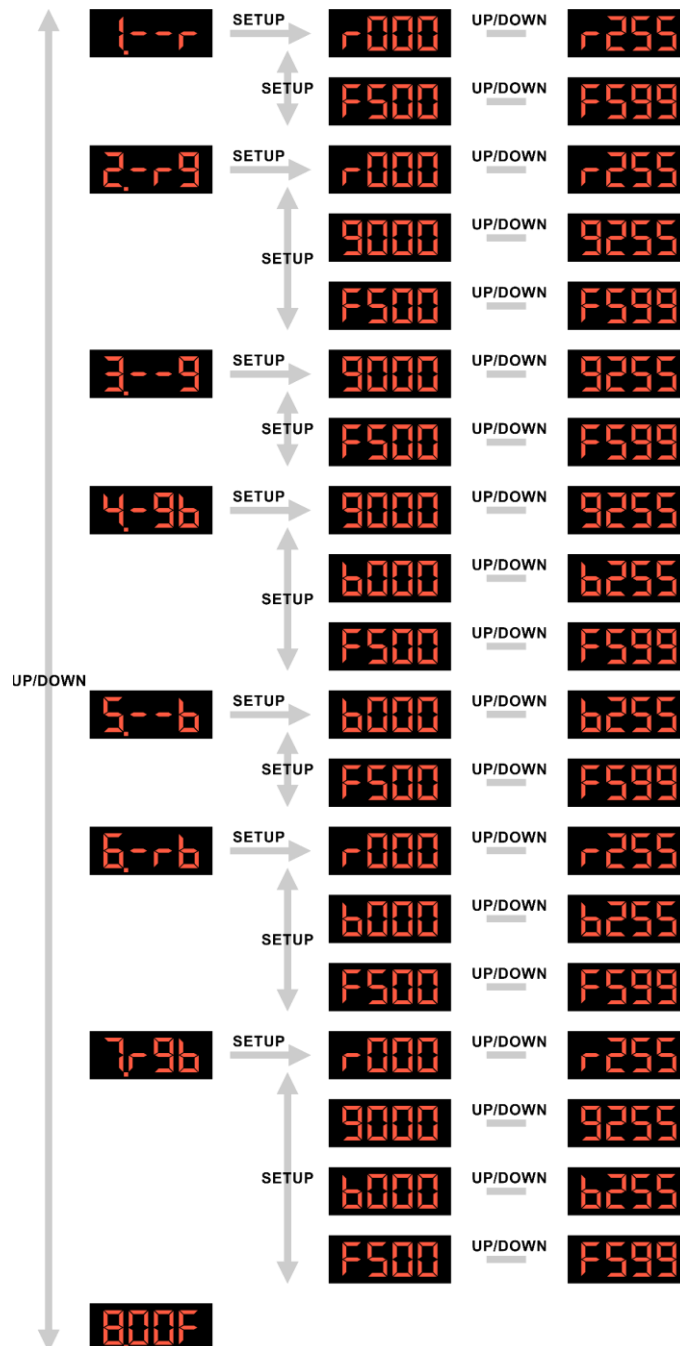 1.--r SETUP r000 UP/DOWN r255
SETUP F500 UP/DOWN F599
2.-rg SETUP r000 UP/DOWN r255
g000 UP/DOWN g255
SETUP
F500 UP/DOWN F599
3.--g SETUP g000 UP/DOWN g255
SETUP F500 UP/DOWN F599
4.-gb SETUP g000 UP/DOWN g255
b000 UP/DOWN b255
SETUP
F500 UP/DOWN F599
UP/DOWN
5.--b SETUP b000 UP/DOWN b255
SETUP F500 UP/DOWN F599
6.-rb SETUP r000 UP/DOWN r255
b000 UP/DOWN b255
SETUP
F500 UP/DOWN F599
7.rgb SETUP r000 UP/DOWN r255
g000 UP/DOWN g255
SETUP b000 UP/DOWN b255
F500 UP/DOWN F599
800F